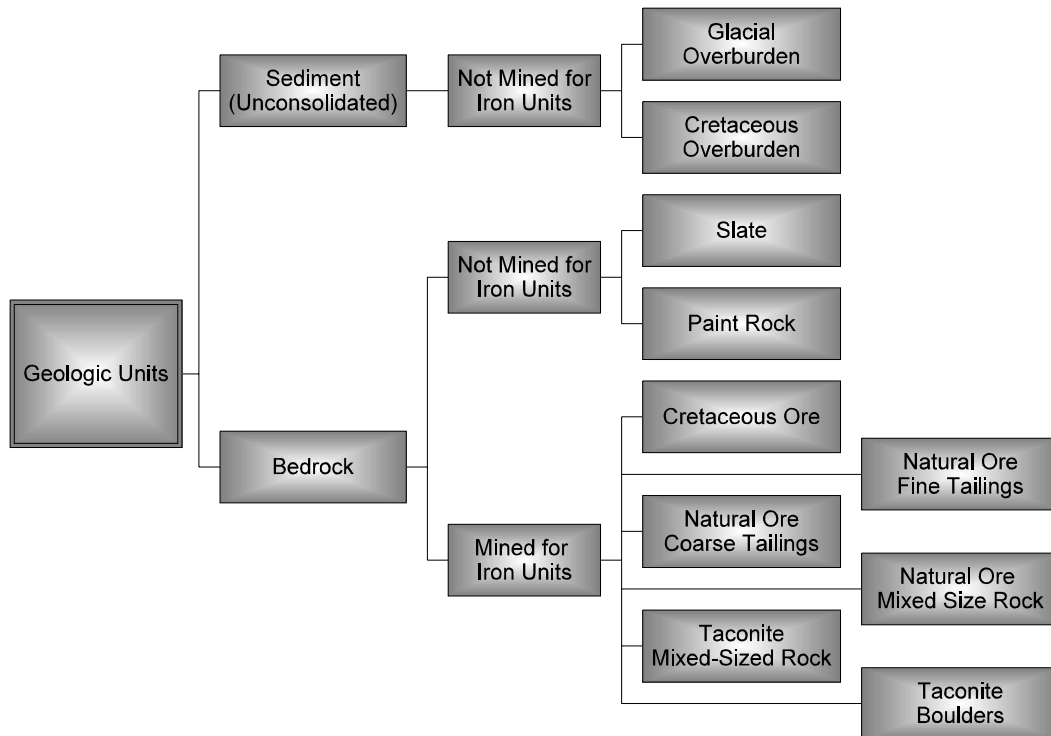 Glacial
Overburden
Sediment
(Unconsolidated)
Not Mined for
Iron Units
Cretaceous
Overburden
Slate
Not Mined for
Iron Units
Paint Rock
Geologic Units
Cretaceous Ore
Bedrock
Natural Ore
Fine Tailings
Natural Ore
Coarse Tailings
Mined for
Iron Units
Natural Ore
Mixed Size Rock
Taconite
Mixed-Sized Rock
Taconite
Boulders